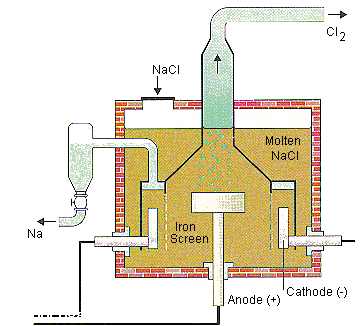 Cl2
NaCl
Molten
NaCl
Iron
Screen
Na
Anode (+)
Cathode (-)